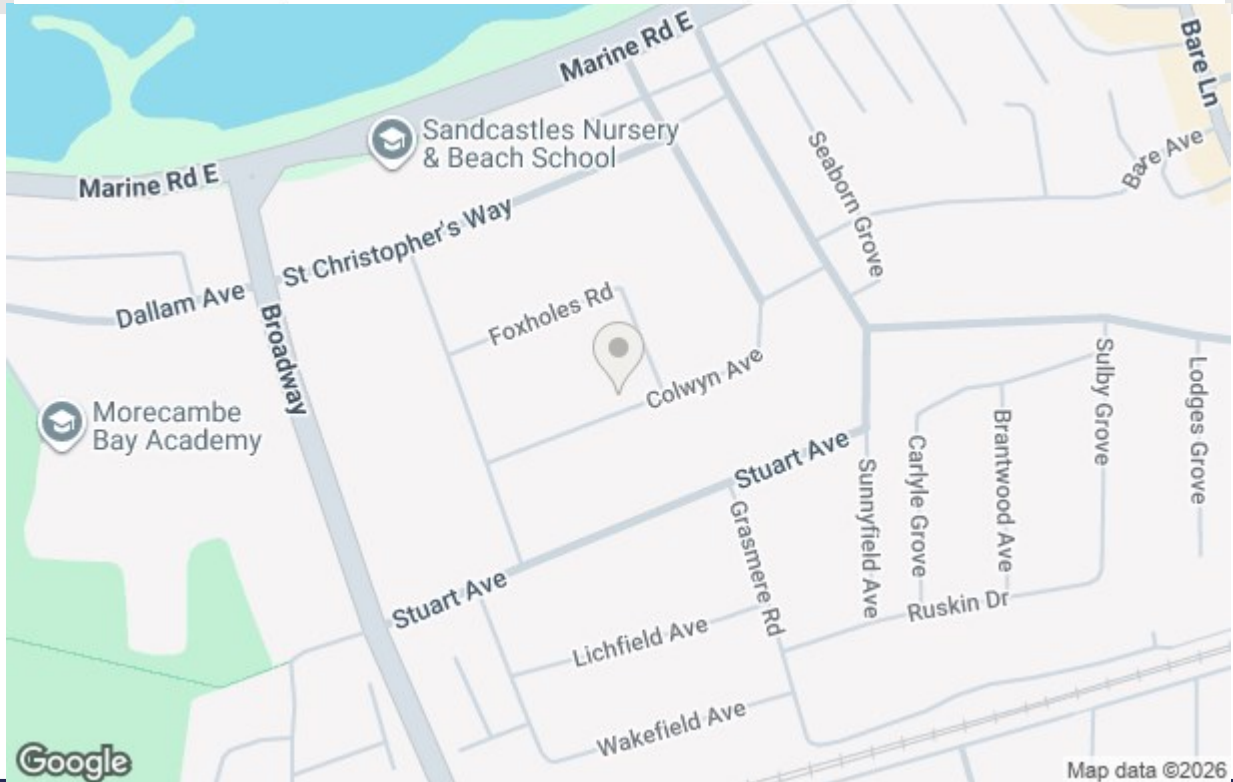 Marine Rd E
Bare Ln
Sandcastles Nursery
& Beach School
Marine Rd E
Seaborn Grove
Bare Ave
St Christopher's Way
Dallam Ave
Foxholes Rd
Broadway
Colwyn Ave
Morecambe
Bay Academy
Stuart Ave
Sulby Grove
Lodges Grove
Brantwood Ave
Carlyle Grove
Sunnyfield Ave
Grasmere Rd
Stuart Ave
Ruskin Dr
Lichfield Ave
Wakefield Ave
Google
Map data ©2026